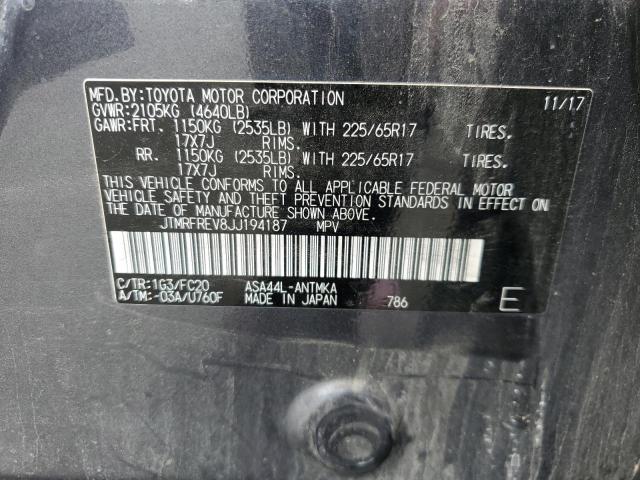 MFD.BY:TOYOTA MOTOR CORPORATION 11/17
GVWR:2105KG (4640LB)
GAWR:FRT. 1150KG (2535LB) WITH 225/65R17 TIRES.
17X7J RIMS.
RR. 1150KG (2535LB) WITH 225/65R17 TIRES.
17X7J RIMS.
THIS VEHICLE CONFORMS TO ALL APPLICABLE FEDERAL MOTOR
VEHICLE SAFETY AND THEFT PREVENTION STANDARDS IN EFFECT ON
THE DATE OF MANUFACTURE SHOWN ABOVE.
JTMRFREV8JJ194187 MPV
C/TR:1G3/FC20 ASA44L-ANTMKA
A/TM:-03A/U760F MADE IN JAPAN 786 E